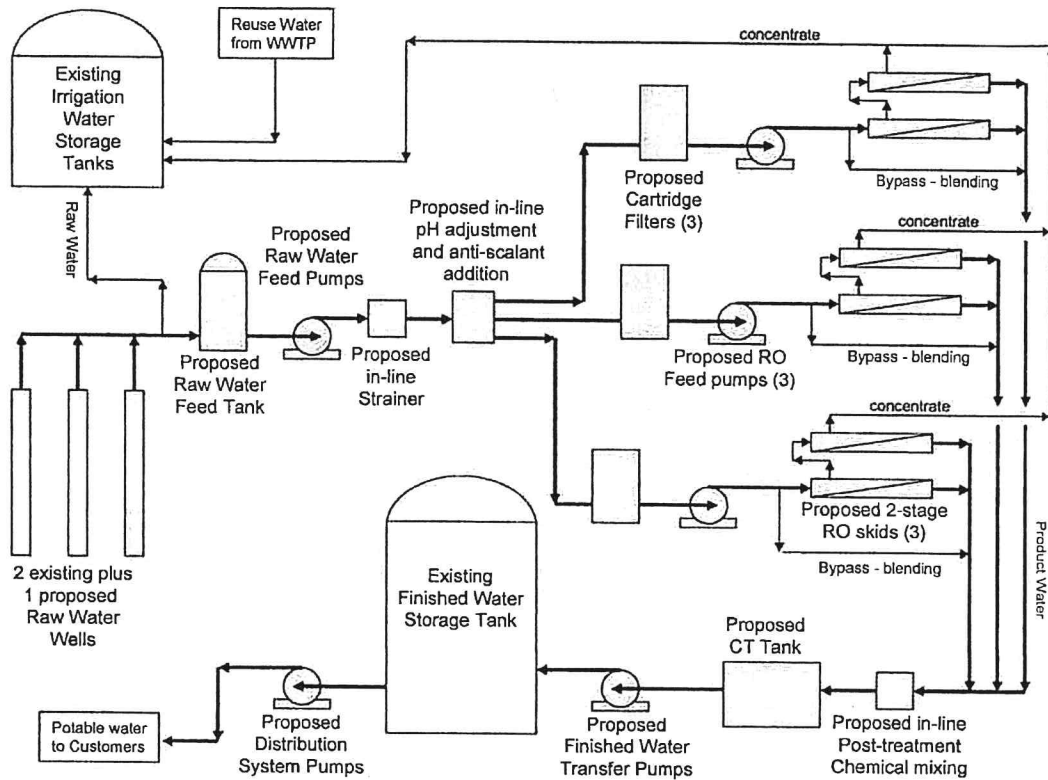 Reuse Water
from WWTP
concentrate
Existing
Irrigation
Water
Storage
Tanks
Raw Water
Proposed
Cartridge
Filters (3)
Bypass - blending
Proposed in-line
pH adjustment
and anti-scalant
addition
Proposed
Raw Water
Feed Pumps
concentrate
Proposed
Raw Water
Feed Tank
Proposed
in-line
Strainer
Proposed RO
Feed pumps (3)
Bypass - blending
concentrate
2 existing plus
1 proposed
Raw Water
Wells
Existing
Finished Water
Storage Tank
Proposed 2-stage
RO skids (3)
Bypass - blending
Product Water
Proposed
CT Tank
Potable water
to Customers
Proposed
Distribution
System Pumps
Proposed
Finished Water
Transfer Pumps
Proposed in-line
Post-treatment
Chemical mixing